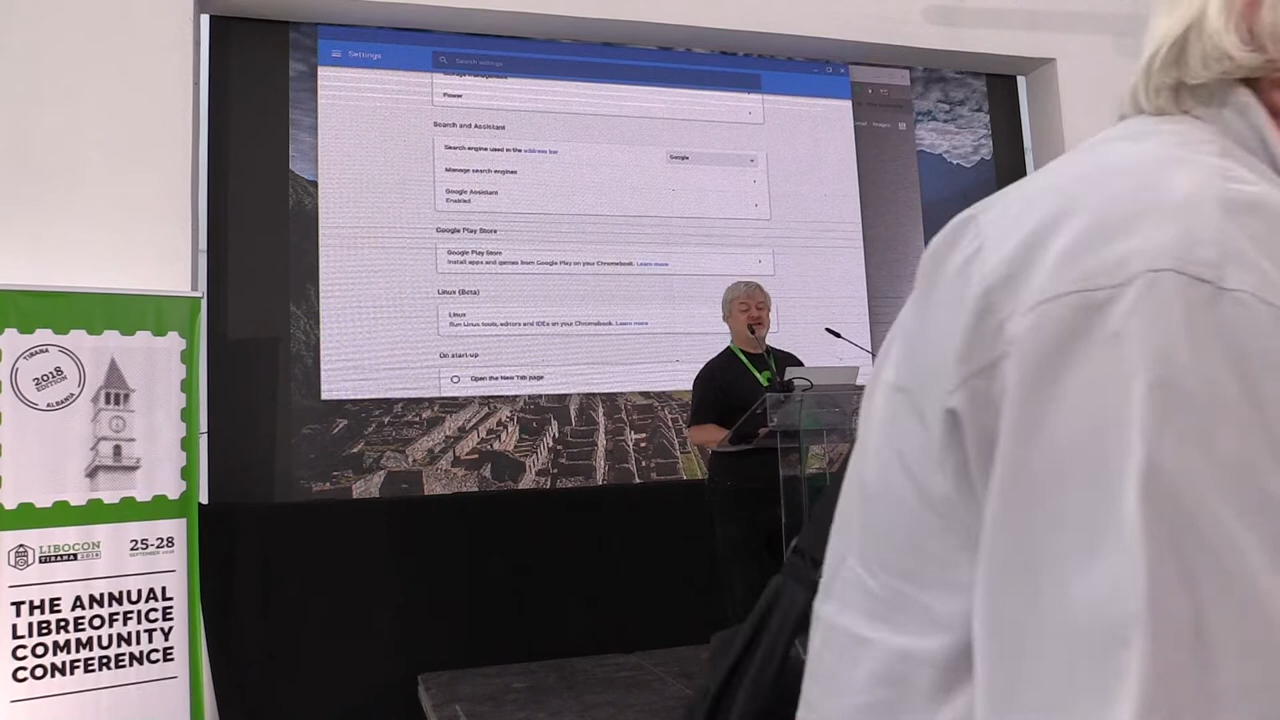 Settings
Search settings
Storage management
Power
Search and Assistant
Search engine used in the address bar
Google
Manage search engines
Google Assistant
Enabled
Google Play Store
Google Play Store
Install apps and games from Google Play on your Chromebook. Learn more
Linux (Beta)
Linux
Run Linux tools, editors and IDEs on your Chromebook. Learn more
On start-up
Open the New Tab page
Images
TIRANA
2018
EDITION
ALBANIA
LIBOCON
TIRANA 2018
25-28
SEPTEMBER 2018
THE ANNUAL
LIBREOFFICE
COMMUNITY
CONFERENCE